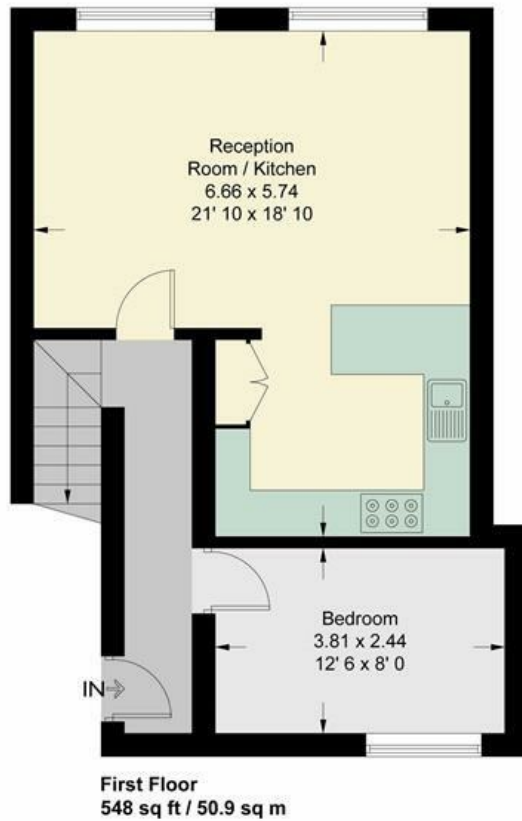 Reception
Room / Kitchen
6.66 x 5.74
21' 10 x 18' 10
Bedroom
3.81 x 2.44
12' 6 x 8' 0
IN
First Floor
548 sq ft / 50.9 sq m